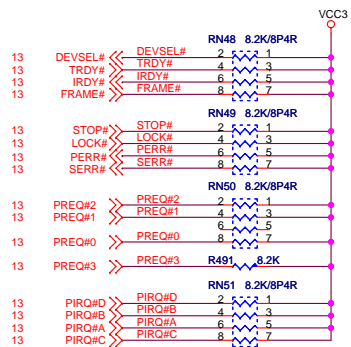 VCC3
RN48 8.2K/8P4R
13 DEVSEL# DEVSEL# 2 1
13 TRDY# TRDY# 4 3
13 IRDY# IRDY# 6 5
13 FRAME# FRAME# 8 7
RN49 8.2K/8P4R
13 STOP# STOP# 2 1
13 LOCK# LOCK# 4 3
13 PERR# PERR# 6 5
13 SERR# SERR# 8 7
RN50 8.2K/8P4R
13 PREQ#2 PREQ#2 2 1
13 PREQ#1 PREQ#1 4 3
6 5
13 PREQ#0 PREQ#0 8 7
13 PREQ#3 PREQ#3 R491 8.2K
RN51 8.2K/8P4R
13 PIRQ#D PIRQ#D 2 1
13 PIRQ#B PIRQ#B 4 3
13 PIRQ#A PIRQ#A 6 5
13 PIRQ#C PIRQ#C 8 7